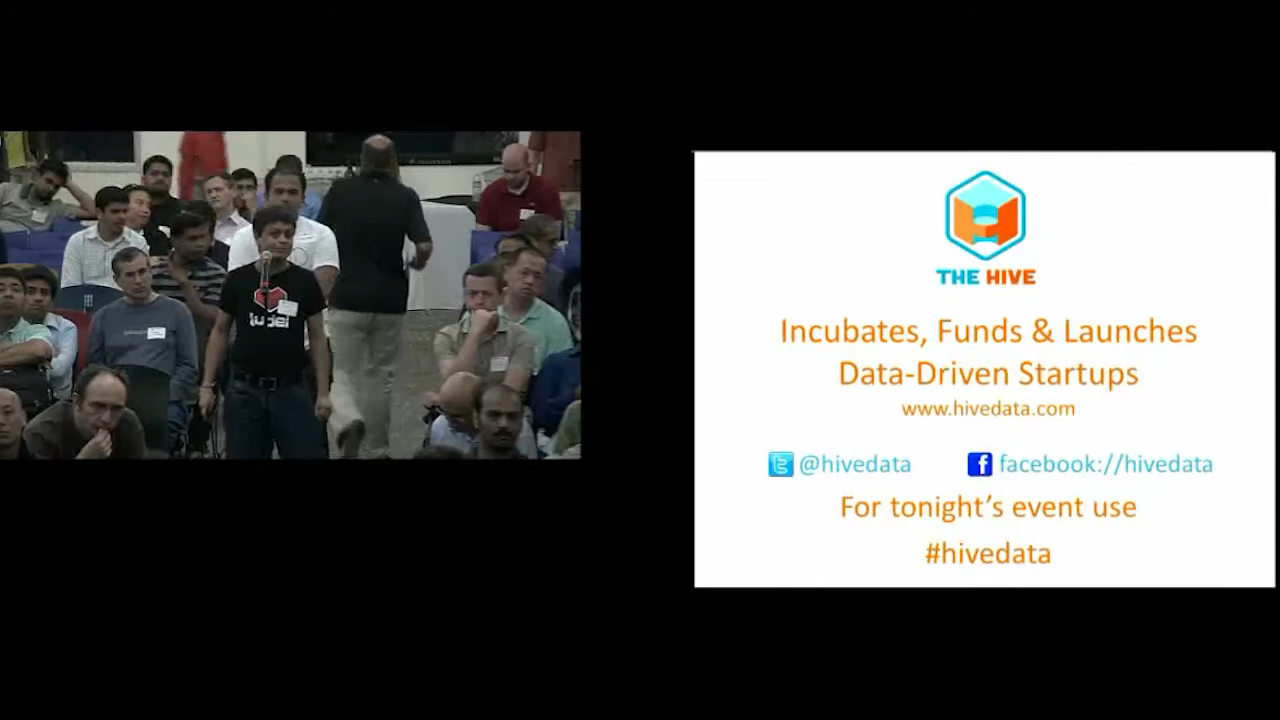 THE HIVE
Incubates, Funds & Launches
Data-Driven Startups
www.hivedata.com
@hivedata
facebook://hivedata
For tonight's event use
#hivedata